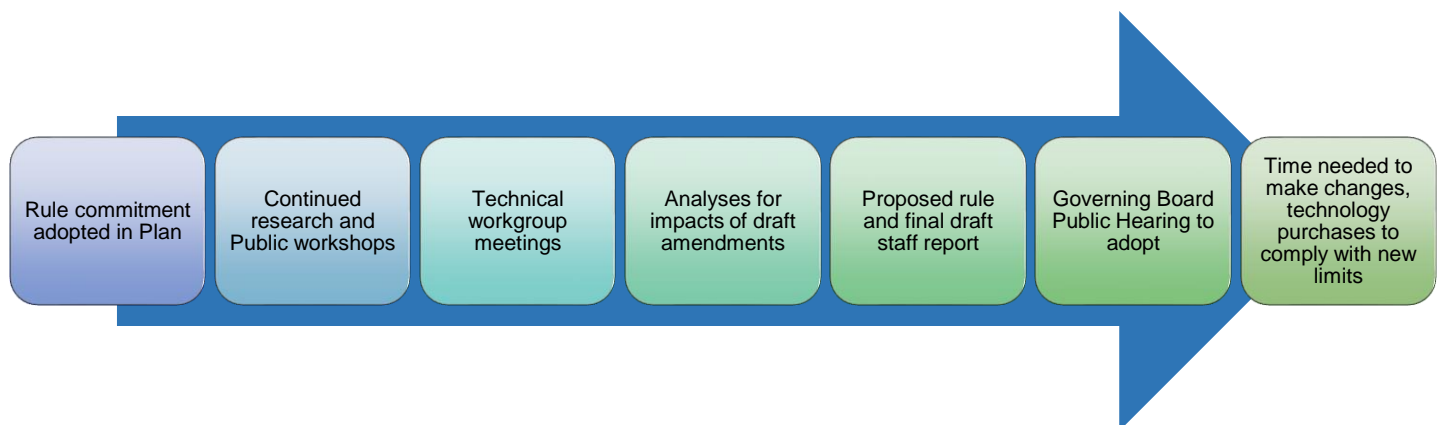 Rule commitment
adopted in Plan
Continued
research and
Public workshops
Technical
workgroup
meetings
Analyses for
impacts of draft
amendments
Proposed rule
and final draft
staff report
Governing Board
Public Hearing to
adopt
Time needed to
make changes,
technology
purchases to
comply with new
limits